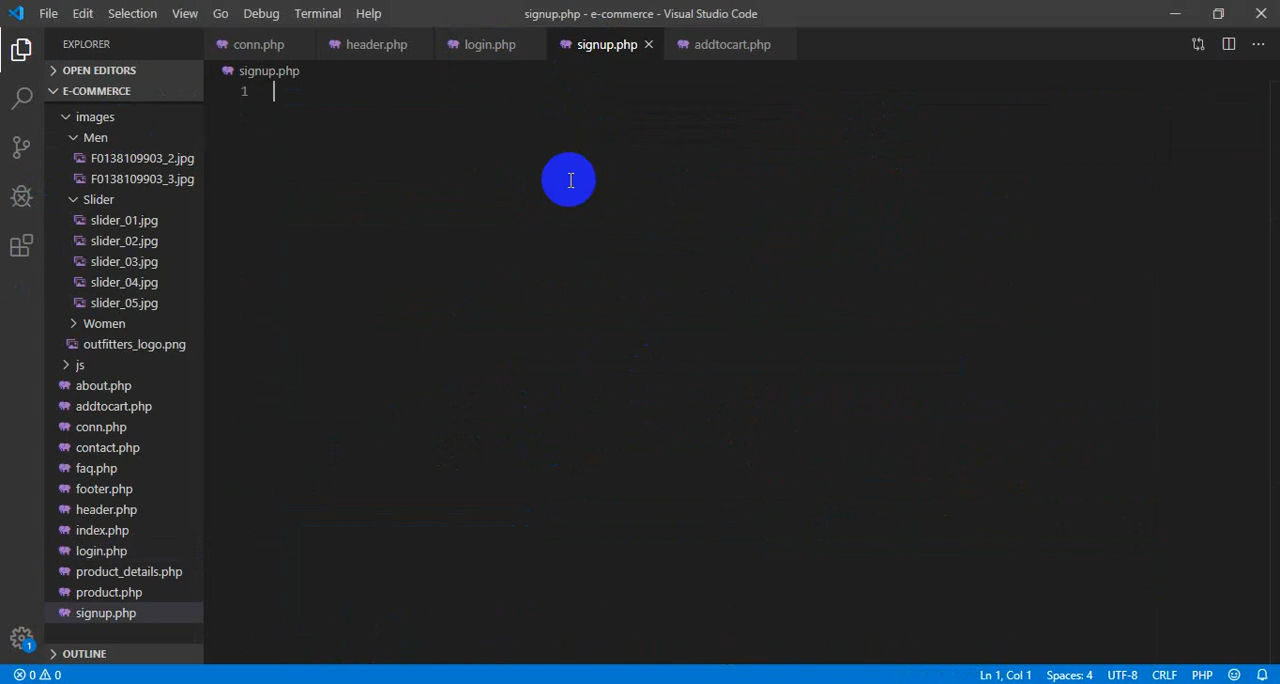 File Edit Selection View Go Debug Terminal Help signup.php - e-commerce - Visual Studio Code
EXPLORER
OPEN EDITORS
E-COMMERCE
images
Men
F0138109903_2.jpg
F0138109903_3.jpg
Slider
slider_01.jpg
slider_02.jpg
slider_03.jpg
slider_04.jpg
slider_05.jpg
Women
outfitters_logo.png
js
about.php
addtocart.php
conn.php
contact.php
faq.php
footer.php
header.php
index.php
login.php
product_details.php
product.php
signup.php
OUTLINE
conn.php header.php login.php signup.php addtocart.php
signup.php
1
1
0 0 Ln 1, Col 1 Spaces: 4 UTF-8 CRLF PHP